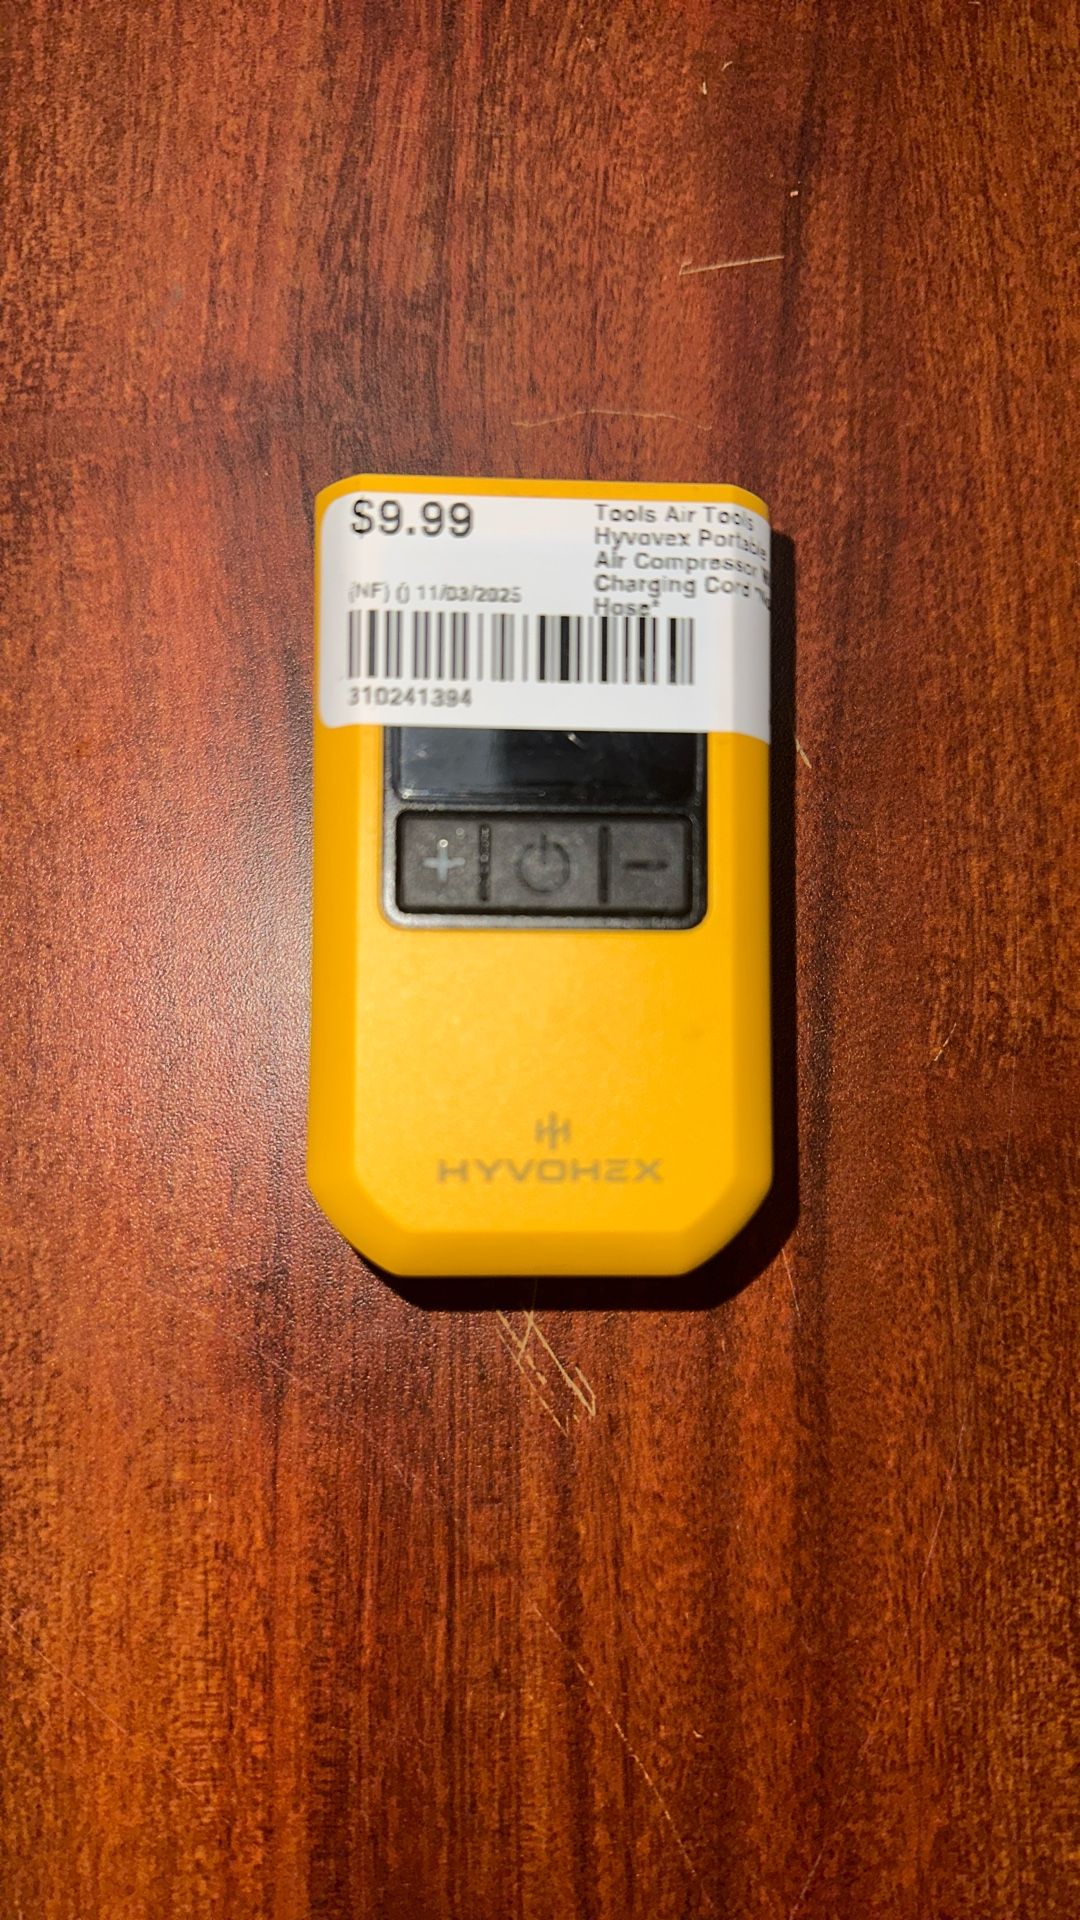 $9.99
Tools Air Tools
Hyvovex Portable
Air Compressor
Charging Cord
Hose*
(NF) () 11/03/2025
310241394
HYVOHEX